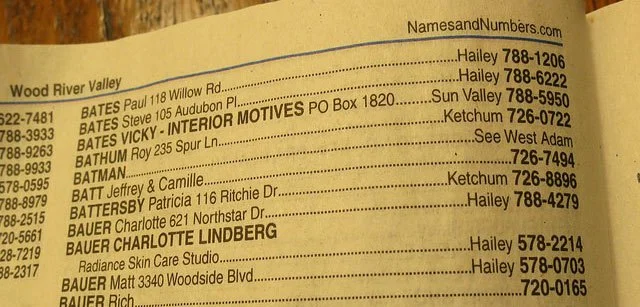 NamesandNumbers.com
Wood River Valley
622-7481
788-3933
788-9263
788-9933
578-0595
788-8979
788-2515
720-5661
28-7219
38-2317
BATES Paul 118 Willow Rd Hailey 788-1206
BATES Steve 105 Audubon Pl Hailey 788-6222
BATES VICKY - INTERIOR MOTIVES PO Box 1820 Sun Valley 788-5950
BATHUM Roy 235 Spur Ln Ketchum 726-0722
BATMAN See West Adam
BATT Jeffrey & Camille 726-7494
BATTERSBY Patricia 116 Ritchie Dr Ketchum 726-8896
BAUER Charlotte 621 Northstar Dr Hailey 788-4279
BAUER CHARLOTTE LINDBERG
Radiance Skin Care Studio Hailey 578-2214
BAUER Matt 3340 Woodside Blvd Hailey 578-0703
BAUER Rich 720-0165